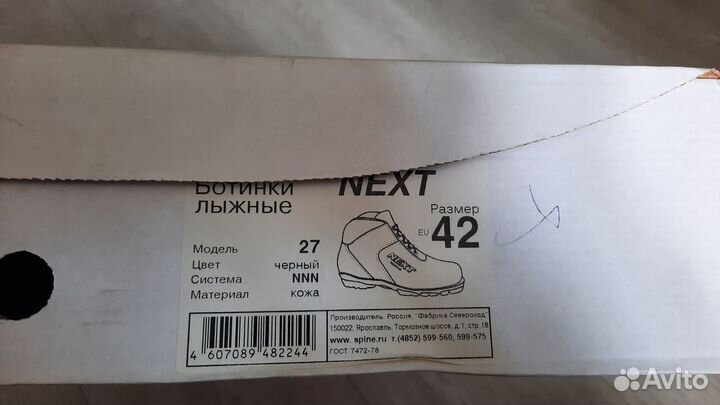 Ботинки NEXT
лыжные
Размер
EU 42
Модель 27
Цвет черный
Система NNN
Материал кожа
NEXT
4 607089 482244
Производитель: Россия, "Фабрика Североход"
150022, Ярославль, Тормозное шоссе, д.1, стр.18
www.spine.ru т.(4852) 599-560, 599-575
ГОСТ 7472-78
Avito